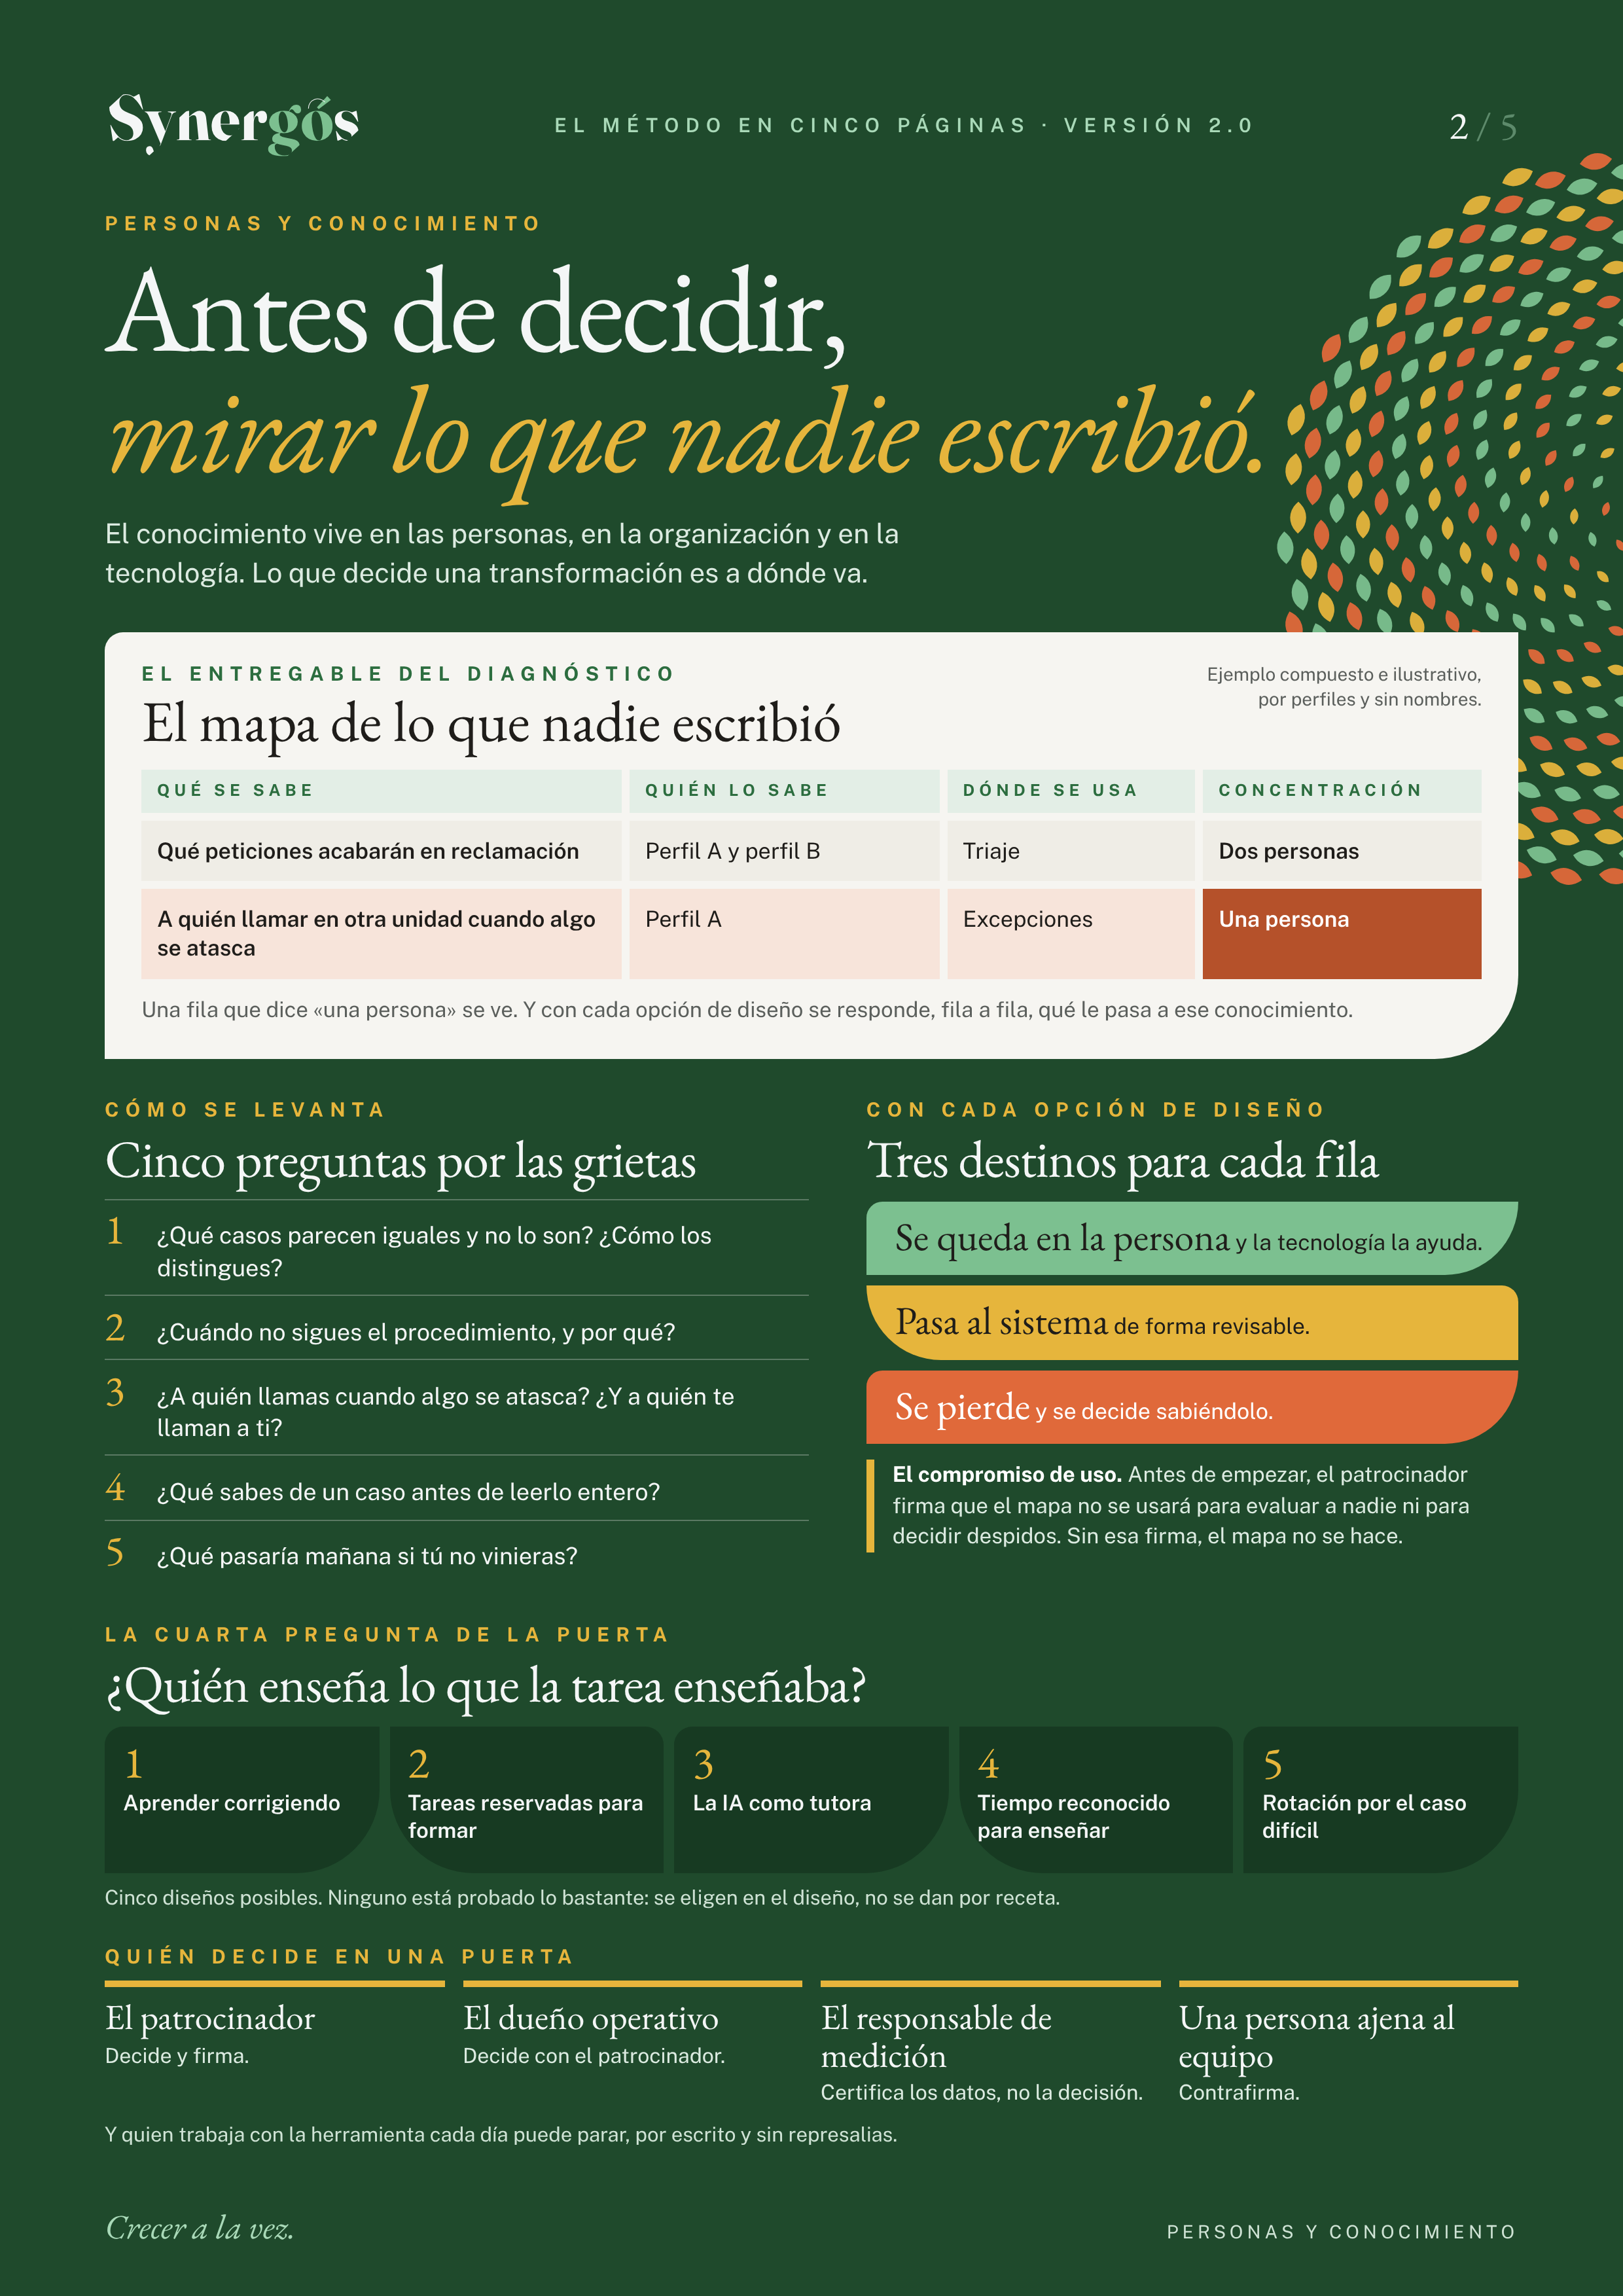 Synergós
EL MÉTODO EN CINCO PÁGINAS · VERSIÓN 2.0
2 / 5
PERSONAS Y CONOCIMIENTO
Antes de decidir,
mirar lo que nadie escribió.
El conocimiento vive en las personas, en la organización y en la
tecnología. Lo que decide una transformación es a dónde va.
EL ENTREGABLE DEL DIAGNÓSTICO
El mapa de lo que nadie escribió
Ejemplo compuesto e ilustrativo,
por perfiles y sin nombres.
QUÉ SE SABE
QUIÉN LO SABE
DÓNDE SE USA
CONCENTRACIÓN
Qué peticiones acabarán en reclamación
Perfil A y perfil B
Triaje
Dos personas
A quién llamar en otra unidad cuando algo
se atasca
Perfil A
Excepciones
Una persona
Una fila que dice «una persona» se ve. Y con cada opción de diseño se responde, fila a fila, qué le pasa a ese conocimiento.
CÓMO SE LEVANTA
Cinco preguntas por las grietas
1 ¿Qué casos parecen iguales y no lo son? ¿Cómo los
distingues?
2 ¿Cuándo no sigues el procedimiento, y por qué?
3 ¿A quién llamas cuando algo se atasca? ¿Y a quién te
llaman a ti?
4 ¿Qué sabes de un caso antes de leerlo entero?
5 ¿Qué pasaría mañana si tú no vinieras?
CON CADA OPCIÓN DE DISEÑO
Tres destinos para cada fila
Se queda en la persona y la tecnología la ayuda.
Pasa al sistema de forma revisable.
Se pierde y se decide sabiéndolo.
El compromiso de uso. Antes de empezar, el patrocinador
firma que el mapa no se usará para evaluar a nadie ni para
decidir despidos. Sin esa firma, el mapa no se hace.
LA CUARTA PREGUNTA DE LA PUERTA
¿Quién enseña lo que la tarea enseñaba?
1
Aprender corrigiendo
2
Tareas reservadas para
formar
3
La IA como tutora
4
Tiempo reconocido
para enseñar
5
Rotación por el caso
difícil
Cinco diseños posibles. Ninguno está probado lo bastante: se eligen en el diseño, no se dan por receta.
QUIÉN DECIDE EN UNA PUERTA
El patrocinador
Decide y firma.
El dueño operativo
Decide con el patrocinador.
El responsable de
medición
Certifica los datos, no la decisión.
Una persona ajena al
equipo
Contrafirma.
Y quien trabaja con la herramienta cada día puede parar, por escrito y sin represalias.
Crecer a la vez.
PERSONAS Y CONOCIMIENTO